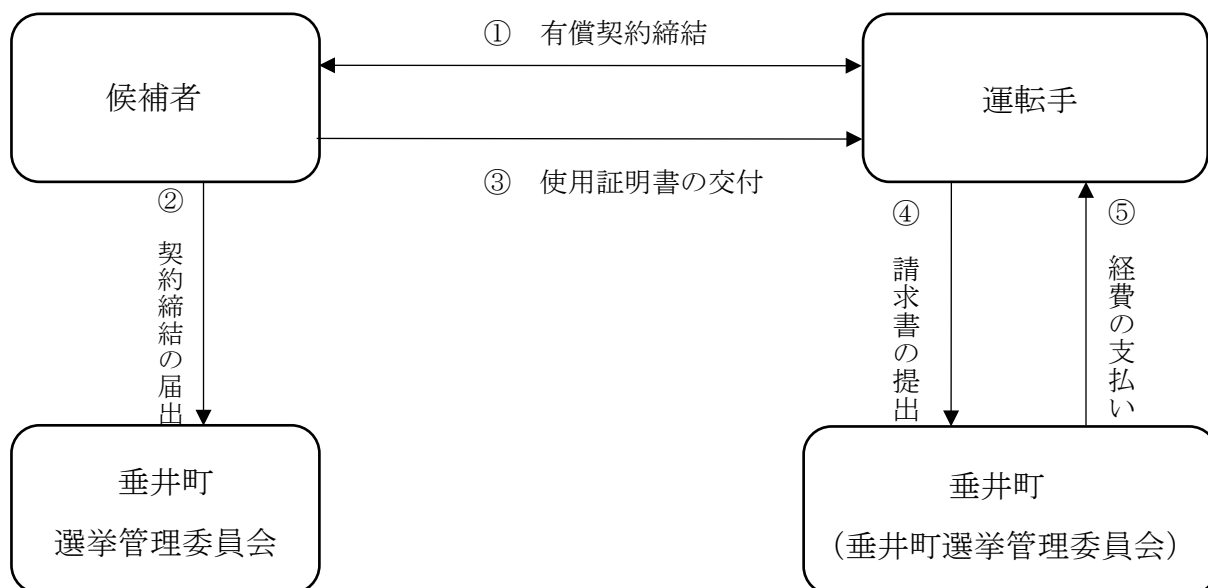 ① 有償契約締結
候補者
運転手
③ 使用証明書の交付
② 契約締結の届出
④ 請求書の提出
⑤ 経費の支払い
垂井町
選挙管理委員会
垂井町
（垂井町選挙管理委員会）